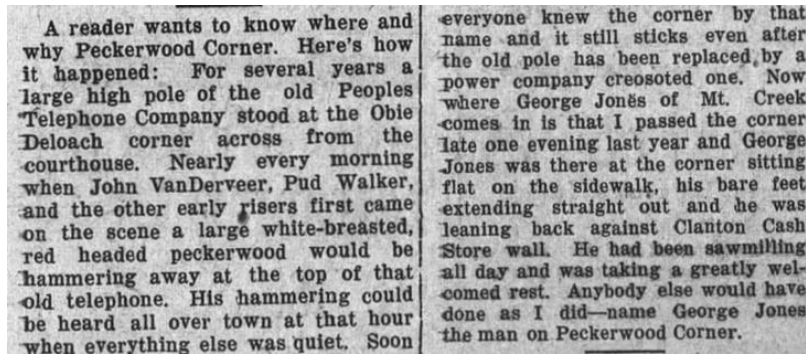 A reader wants to know where and
why Peckerwood Corner. Here's how
it happened: For several years a
large high pole of the old Peoples
Telephone Company stood at the Obie
Deloach corner across from the
courthouse. Nearly every morning
when John VanDerveer, Pud Walker,
and the other early risers first came
on the scene a large white-breasted,
red headed peckerwood would be
hammering away at the top of that
old telephone. His hammering could
be heard all over town at that hour
when everything else was quiet. Soon
everyone knew the corner by that
name and it still sticks even after
the old pole has been replaced by a
power company creosoted one. Now
where George Jones of Mt. Creek
comes in is that I passed the corner
late one evening last year and George
Jones was there at the corner sitting
flat on the sidewalk, his bare feet
extending straight out and he was
leaning back against Clanton Cash
Store wall. He had been sawmilling
all day and was taking a greatly wel-
comed rest. Anybody else would have
done as I did—name George Jones
the man on Peckerwood Corner.